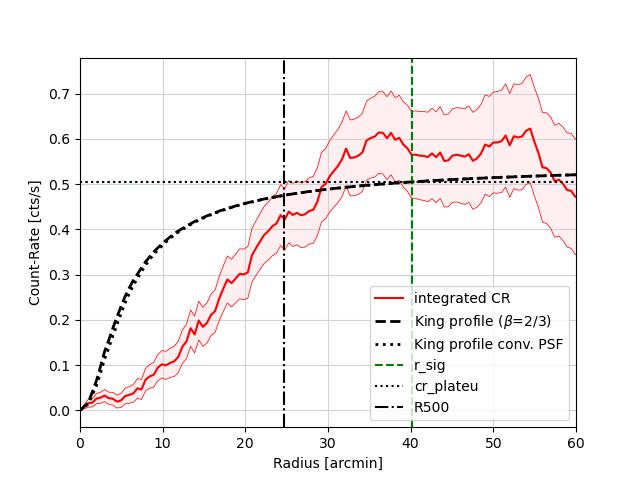 0.7
0.6
0.5
0.4
0.3
0.2
0.1
0.0
Count-Rate [cts/s]
integrated CR
King profile (β=2/3)
King profile conv. PSF
r_sig
cr_plateu
R500
0 10 20 30 40 50 60
Radius [arcmin]